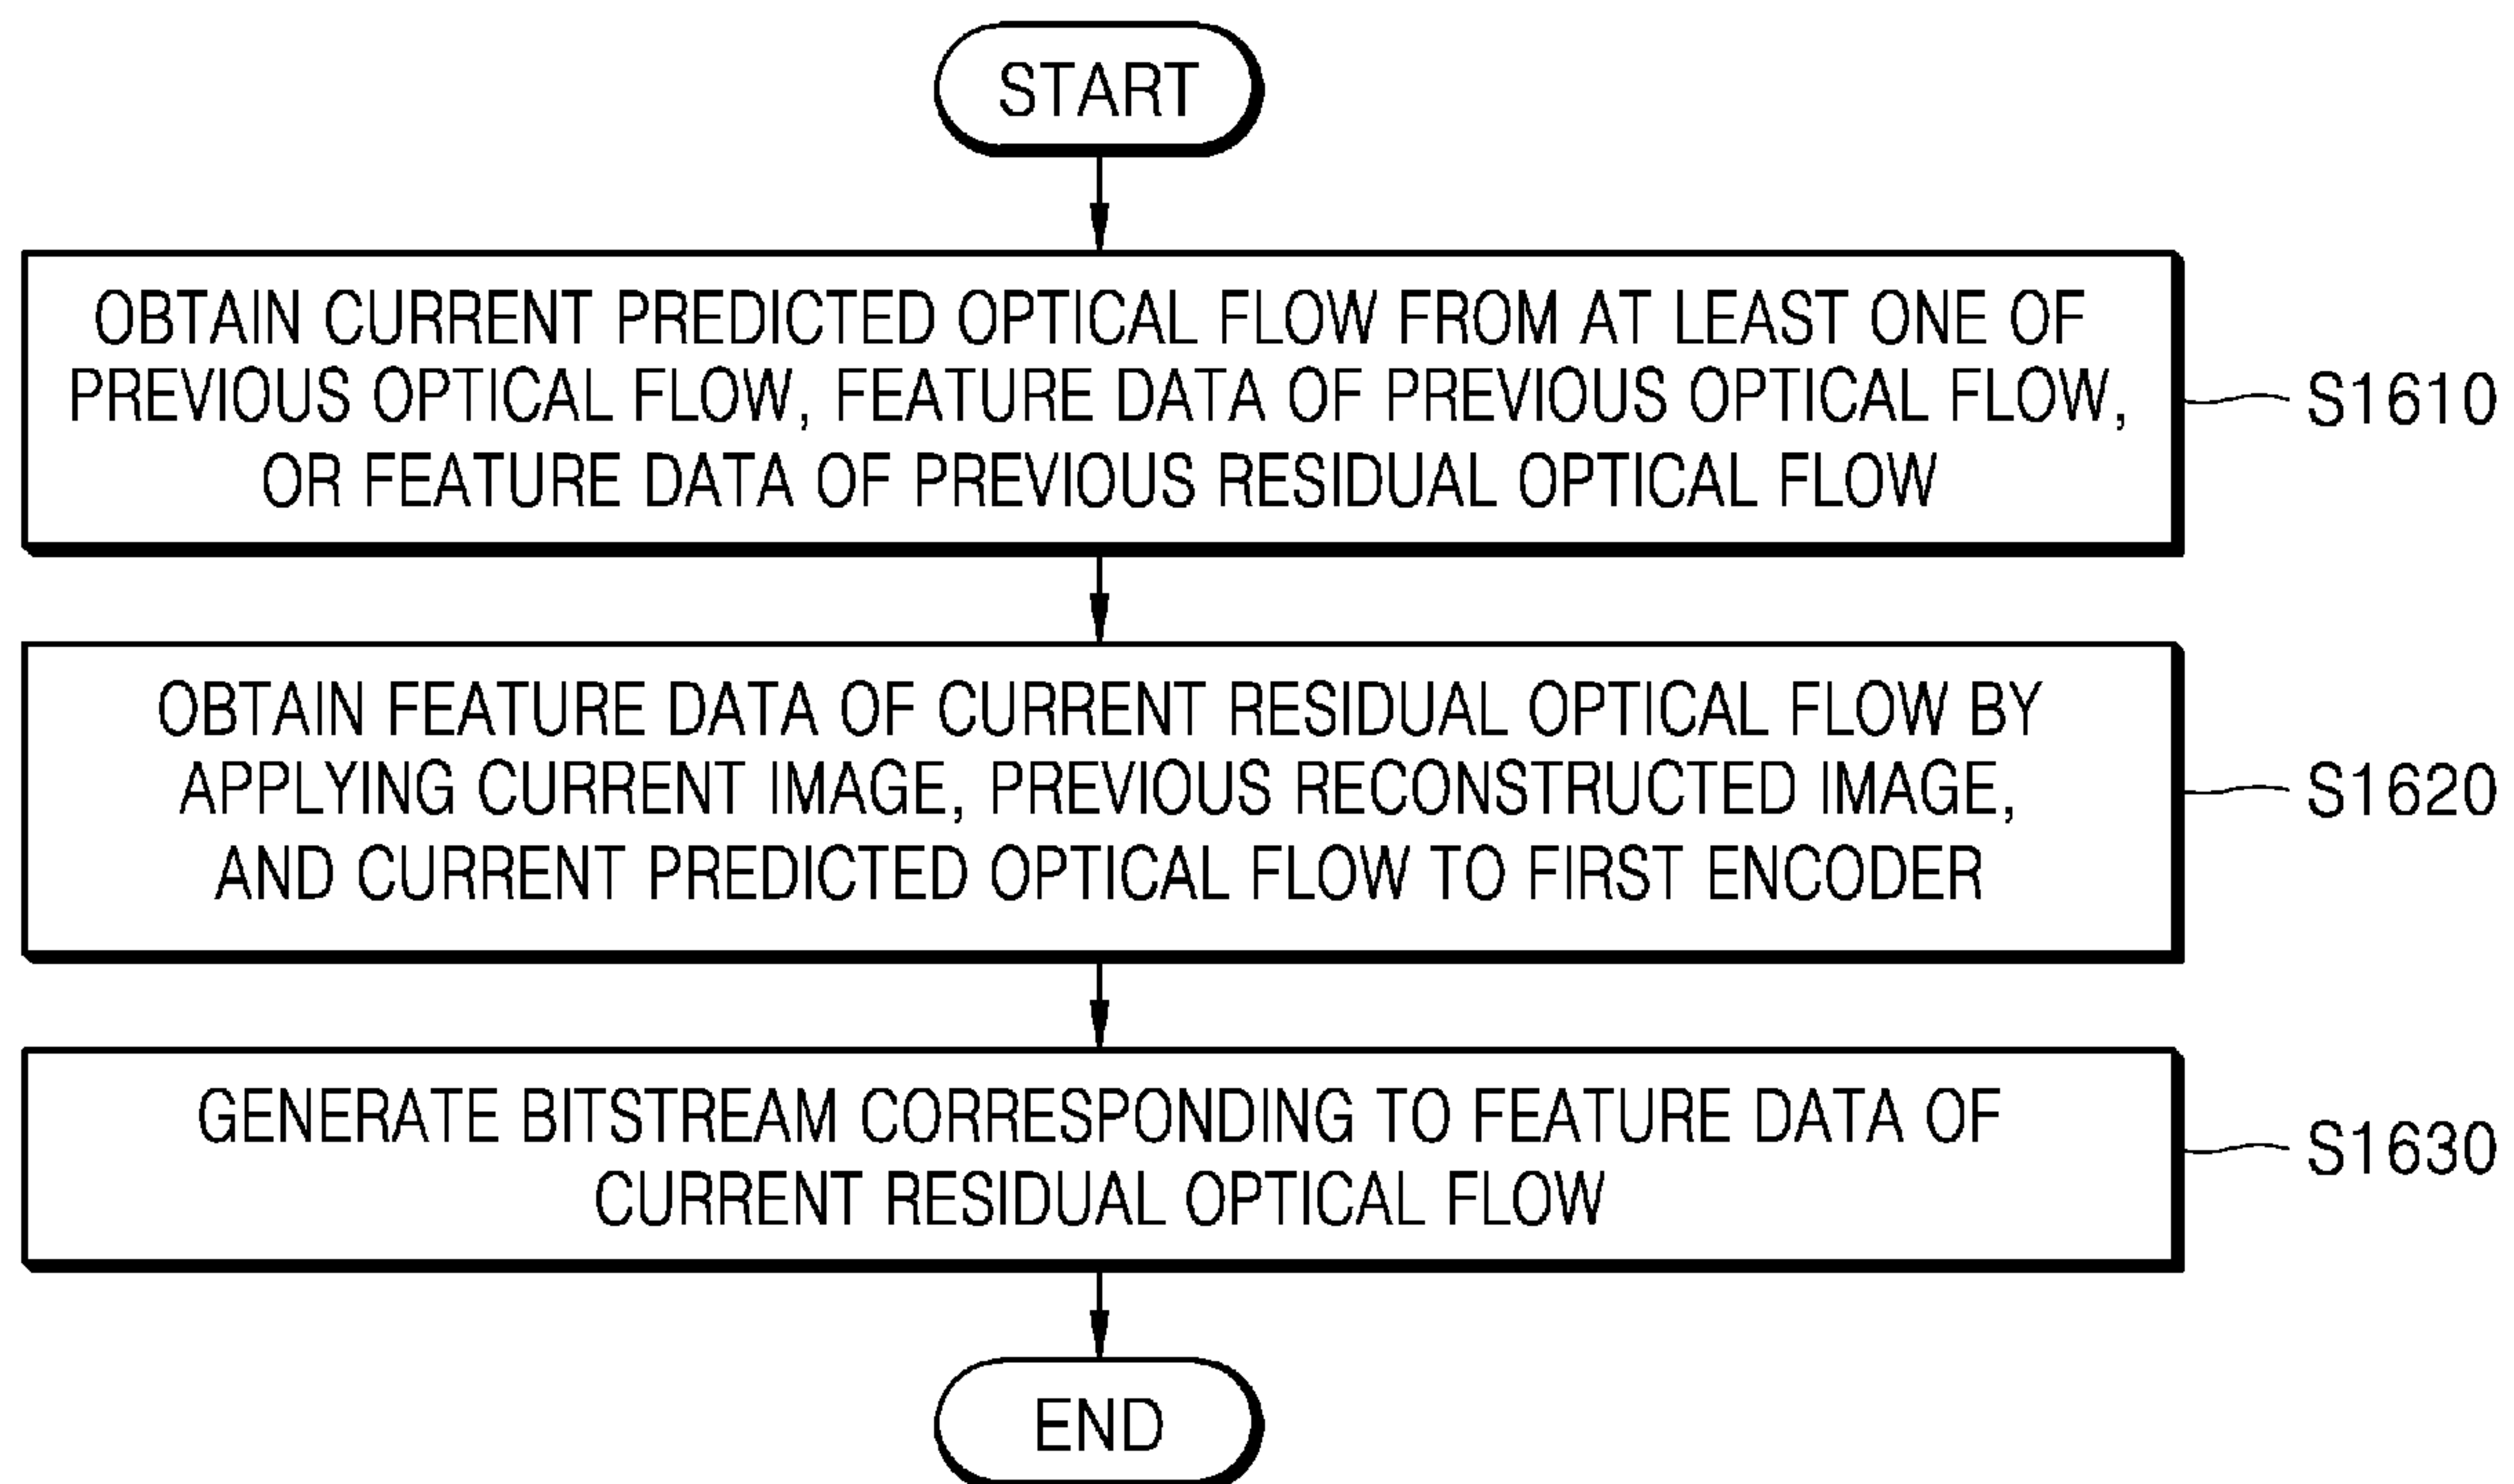 START
OBTAIN CURRENT PREDICTED OPTICAL FLOW FROM AT LEAST ONE OF
PREVIOUS OPTICAL FLOW, FEATURE DATA OF PREVIOUS OPTICAL FLOW,
OR FEATURE DATA OF PREVIOUS RESIDUAL OPTICAL FLOW
S1610
OBTAIN FEATURE DATA OF CURRENT RESIDUAL OPTICAL FLOW BY
APPLYING CURRENT IMAGE, PREVIOUS RECONSTRUCTED IMAGE,
AND CURRENT PREDICTED OPTICAL FLOW TO FIRST ENCODER
S1620
GENERATE BITSTREAM CORRESPONDING TO FEATURE DATA OF
CURRENT RESIDUAL OPTICAL FLOW
S1630
END